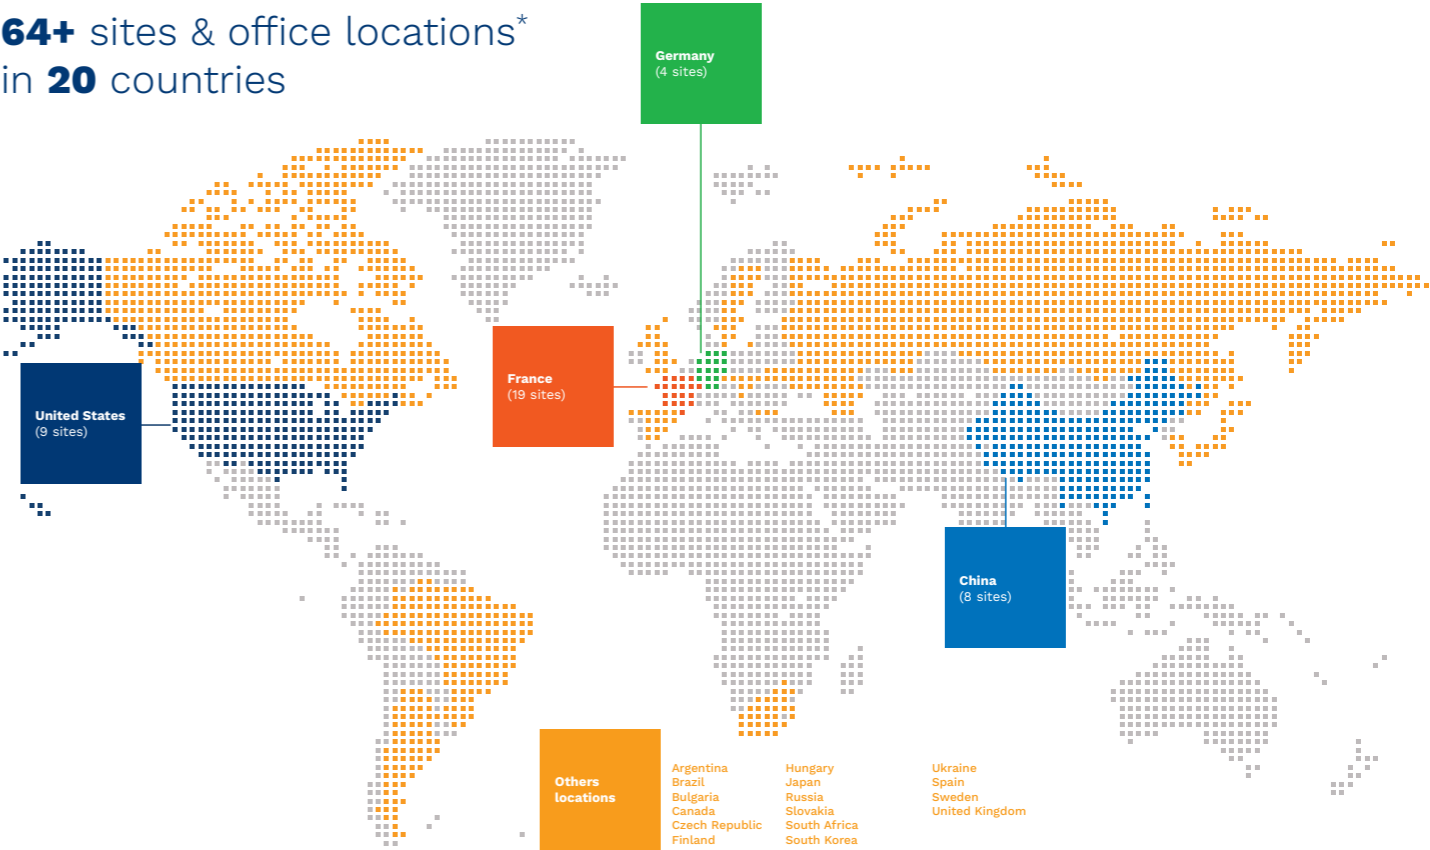 64+ sites & office locations*
in 20 countries
Germany
(4 sites)
France
(19 sites)
United States
(9 sites)
China
(8 sites)
Others
locations
Argentina
Brazil
Bulgaria
Canada
Czech Republic
Finland
Hungary
Japan
Russia
Slovakia
South Africa
South Korea
Ukraine
Spain
Sweden
United Kingdom